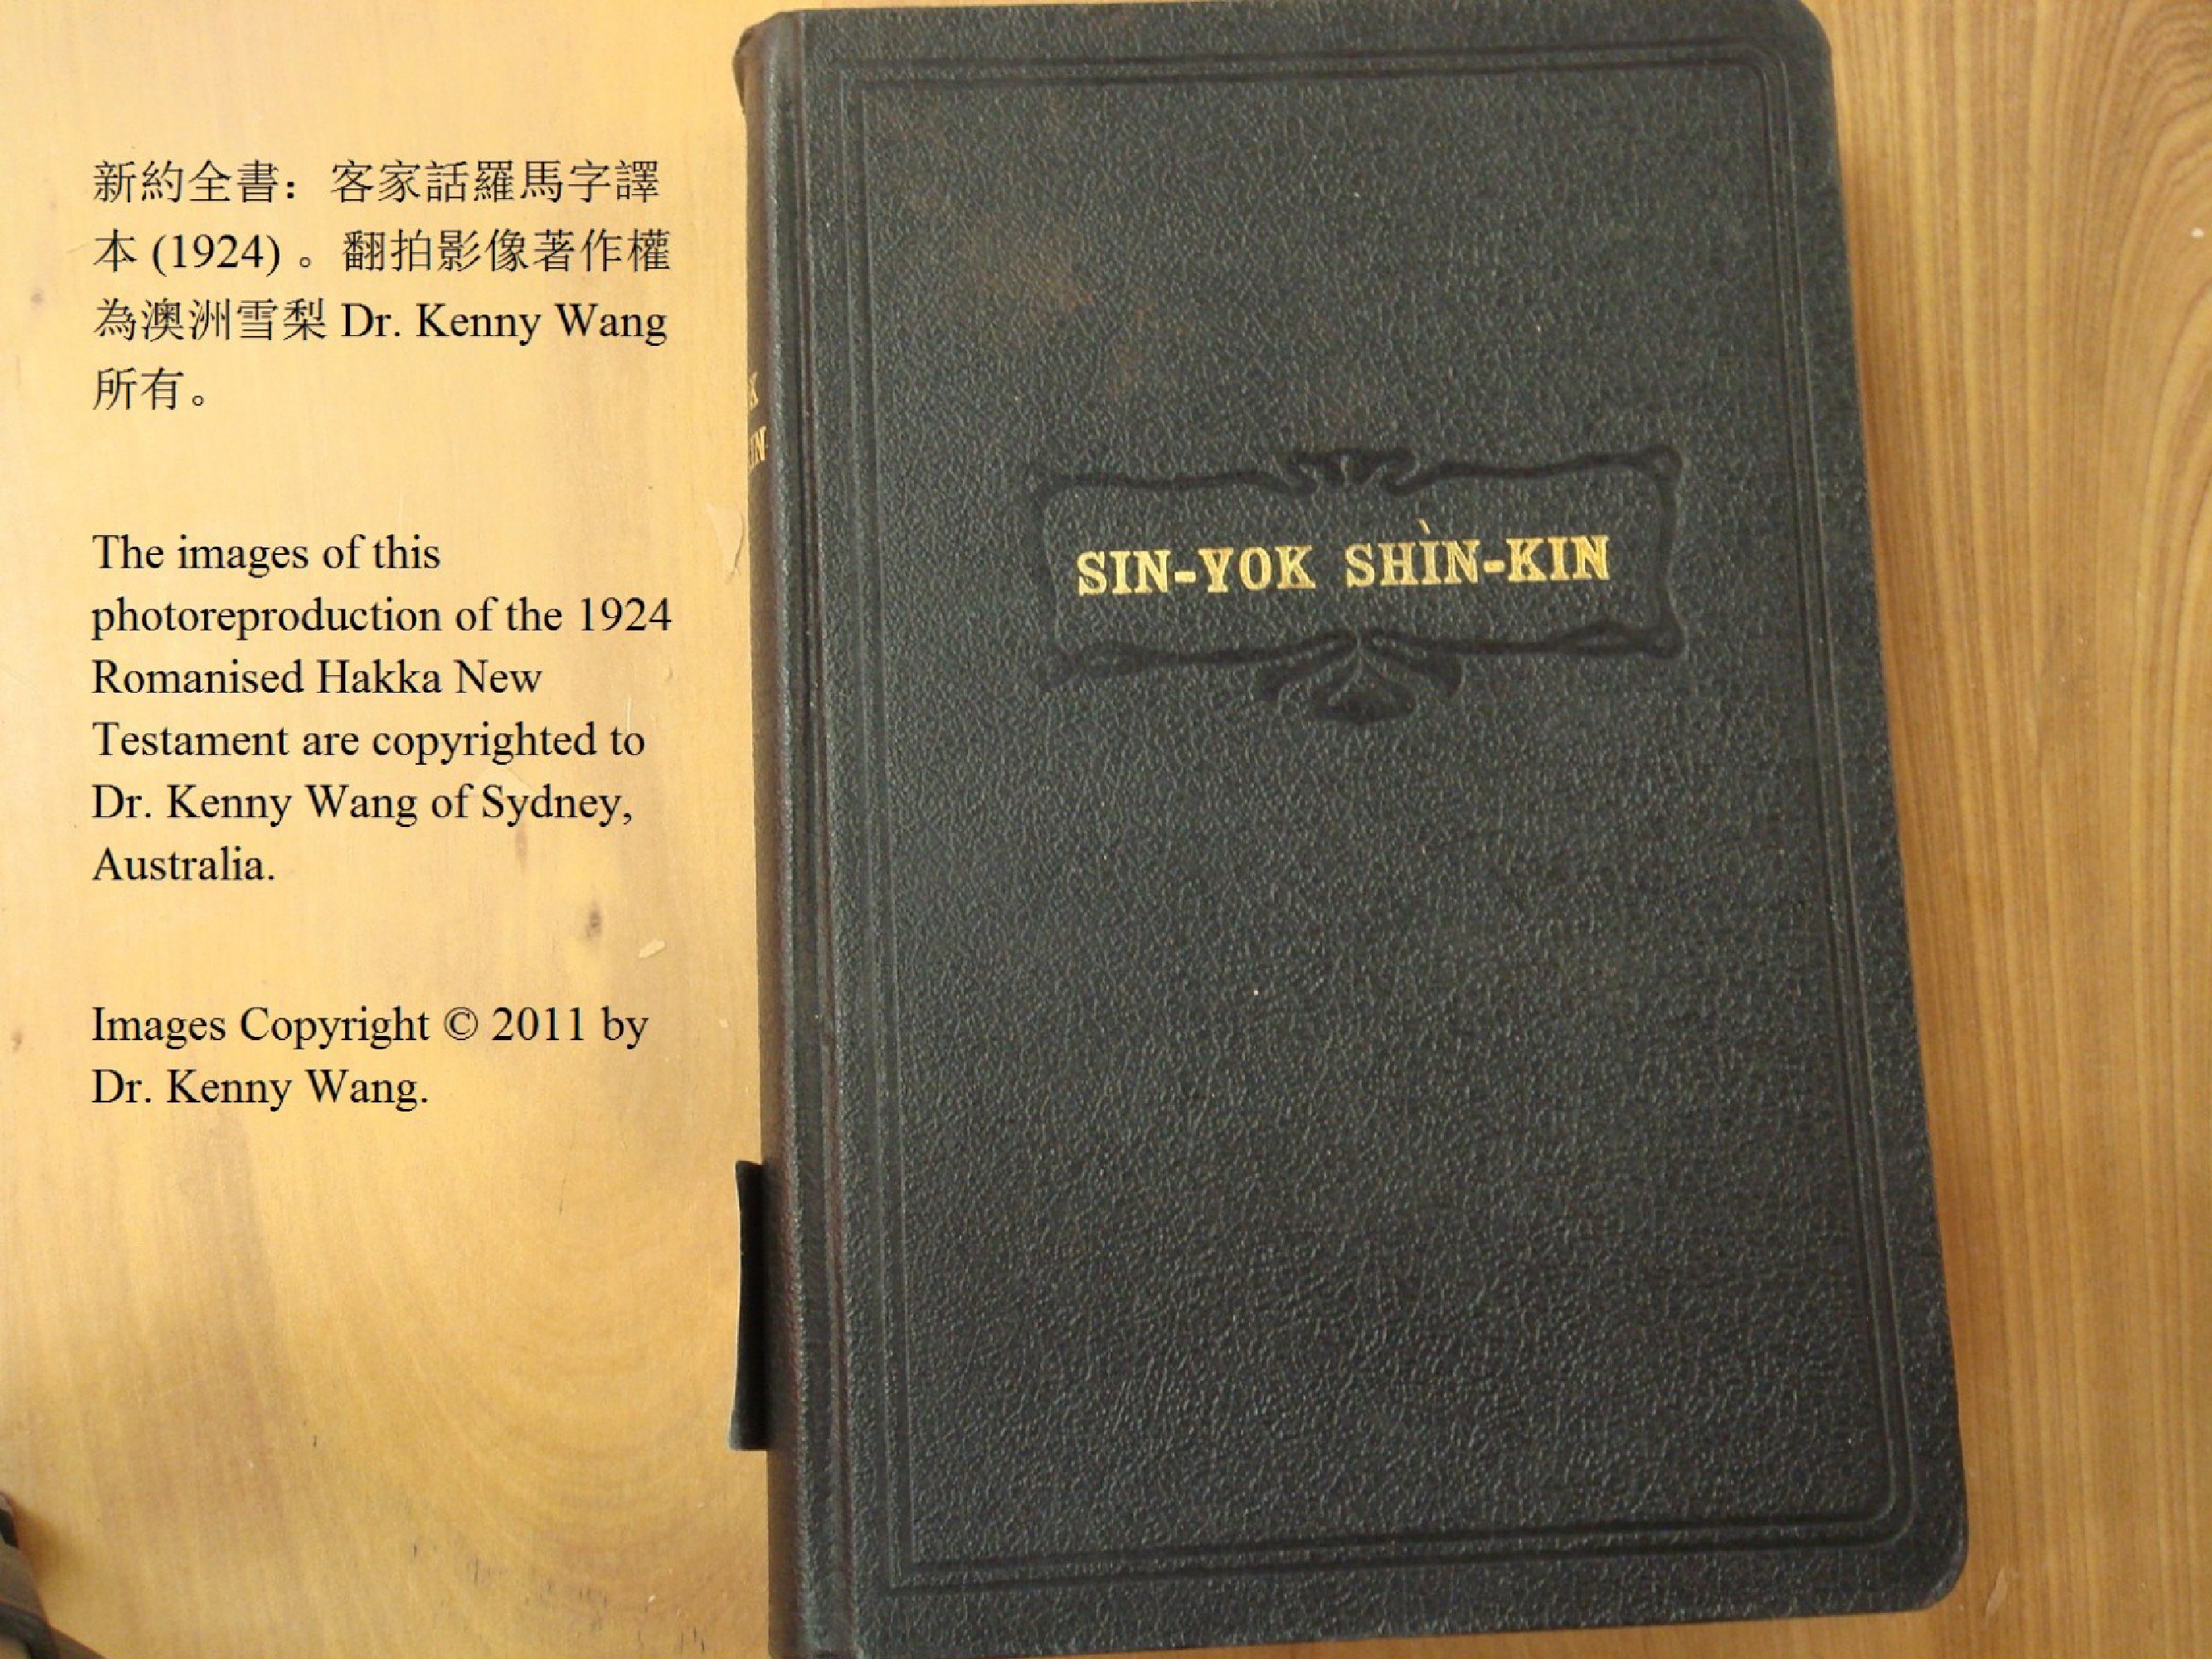 新約全書：客家話羅馬字譯
本 (1924) 。翻拍影像著作權
為澳洲雪梨 Dr. Kenny Wang
所有。
The images of this
photoreproduction of the 1924
Romanised Hakka New
Testament are copyrighted to
Dr. Kenny Wang of Sydney,
Australia.
Images Copyright © 2011 by
Dr. Kenny Wang.
SIN-YOK SHÌN-KIN